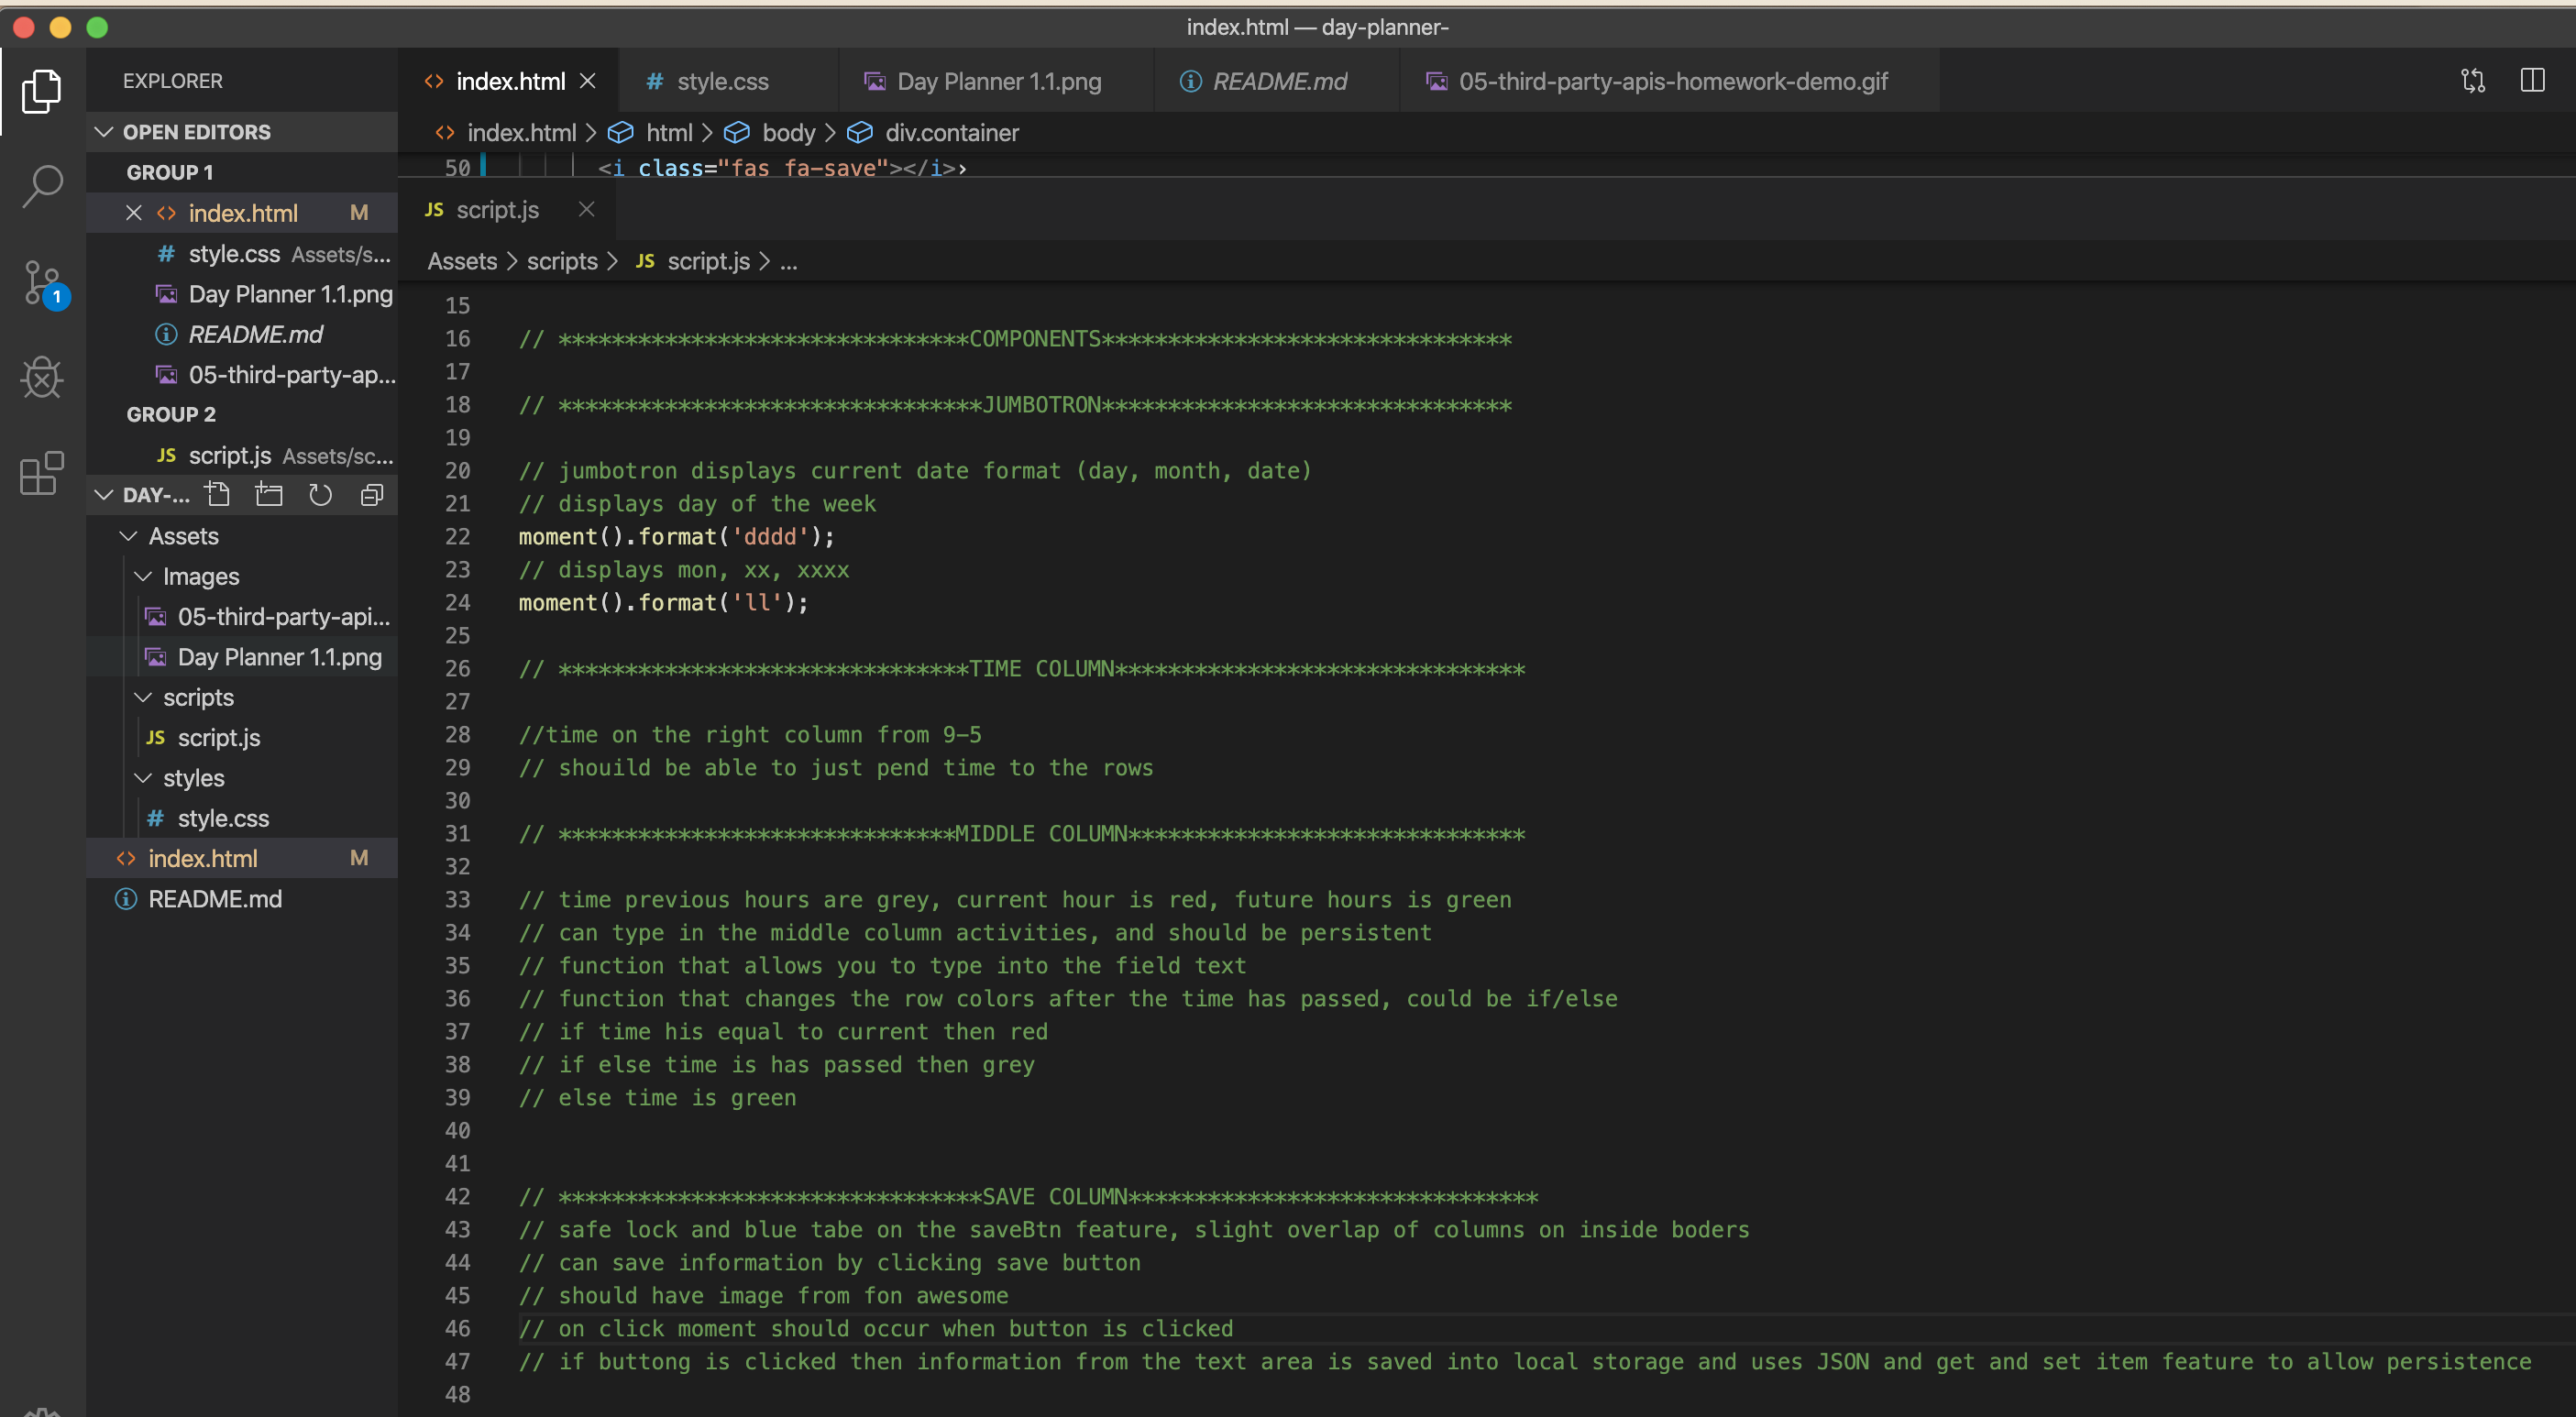 index.html — day-planner-
EXPLORER
OPEN EDITORS
GROUP 1
index.html M
style.css Assets/s...
Day Planner 1.1.png
README.md
05-third-party-ap...
GROUP 2
JS script.js Assets/sc...
DAY-...
Assets
Images
05-third-party-api...
Day Planner 1.1.png
scripts
JS script.js
styles
# style.css
index.html M
README.md
1
index.html
# style.css
Day Planner 1.1.png
README.md
05-third-party-apis-homework-demo.gif
index.html > html > body > div.container
50 <i class="fas fa-save"></i>›
JS script.js
Assets > scripts > JS script.js > ...
15
16 // *******************************COMPONENTS*******************************
17
18 // ********************************JUMBOTRON*******************************
19
20 // jumbotron displays current date format (day, month, date)
21 // displays day of the week
22 moment().format('dddd');
23 // displays mon, xx, xxxx
24 moment().format('ll');
25
26 // *******************************TIME COLUMN*******************************
27
28 //time on the right column from 9-5
29 // shouild be able to just pend time to the rows
30
31 // ******************************MIDDLE COLUMN******************************
32
33 // time previous hours are grey, current hour is red, future hours is green
34 // can type in the middle column activities, and should be persistent
35 // function that allows you to type into the field text
36 // function that changes the row colors after the time has passed, could be if/else
37 // if time his equal to current then red
38 // if else time is has passed then grey
39 // else time is green
40
41
42 // ********************************SAVE COLUMN*******************************
43 // safe lock and blue tabe on the saveBtn feature, slight overlap of columns on inside boders
44 // can save information by clicking save button
45 // should have image from fon awesome
46 // on click moment should occur when button is clicked
47 // if buttong is clicked then information from the text area is saved into local storage and uses JSON and get and set item feature to allow persistence
48